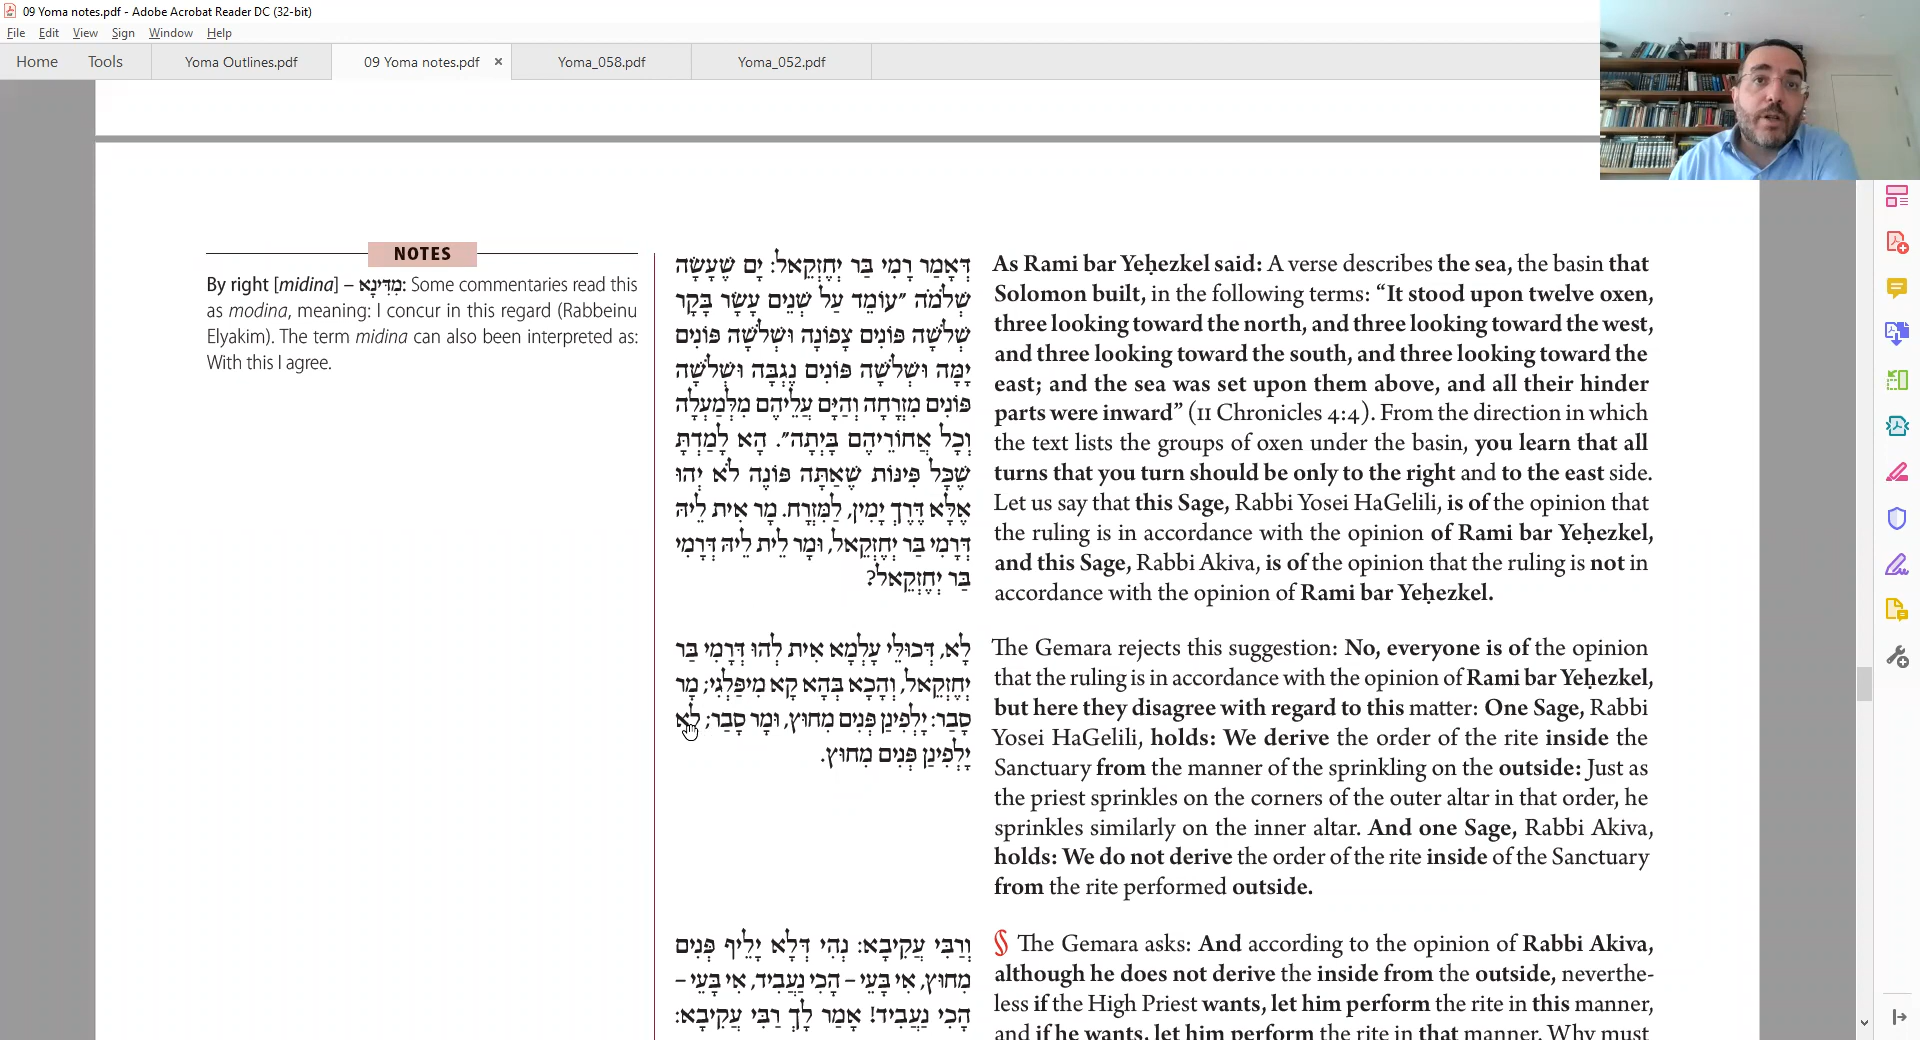 09 Yoma notes.pdf - Adobe Acrobat Reader DC (32-bit)
File Edit View Sign Window Help
Home Tools Yoma Outlines.pdf 09 Yoma notes.pdf × Yoma_058.pdf Yoma_052.pdf
NOTES
By right [midina] – מִדִּינָא: Some commentaries read this
as modina, meaning: I concur in this regard (Rabbeinu
Elyakim). The term midina can also been interpreted as:
With this I agree.
דְּאָמַר רָמִי בַּר יְחֶזְקֵאל: יָם שֶׁעָשָׂה
שְׁלֹמֹה ״עוֹמֵד עַל שְׁנֵים עָשָׂר בָּקָר
שְׁלֹשָׁה פּוֹנִים צָפוֹנָה וּשְׁלֹשָׁה פּוֹנִים
יָמָּה וּשְׁלֹשָׁה פּוֹנִים נֶגְבָּה וּשְׁלֹשָׁה
פּוֹנִים מִזְרָחָה וְהַיָּם עֲלֵיהֶם מִלְמַעְלָה
וְכָל אֲחוֹרֵיהֶם בָּיְתָה״. הָא לָמַדְתָּ
שֶׁכָּל פִּינּוֹת שֶׁאַתָּה פּוֹנֶה לֹא יְהוּ
אֶלָּא דֶּרֶךְ יָמִין, לַמִּזְרָח. מָר אִית לֵיהּ
דְּרָמִי בַּר יְחֶזְקֵאל, וּמָר לֵית לֵיהּ דְּרָמִי
בַּר יְחֶזְקֵאל?
As Rami bar Yeḥezkel said: A verse describes the sea, the basin that
Solomon built, in the following terms: “It stood upon twelve oxen,
three looking toward the north, and three looking toward the west,
and three looking toward the south, and three looking toward the
east; and the sea was set upon them above, and all their hinder
parts were inward” (II Chronicles 4:4). From the direction in which
the text lists the groups of oxen under the basin, you learn that all
turns that you turn should be only to the right and to the east side.
Let us say that this Sage, Rabbi Yosei HaGelili, is of the opinion that
the ruling is in accordance with the opinion of Rami bar Yeḥezkel,
and this Sage, Rabbi Akiva, is of the opinion that the ruling is not in
accordance with the opinion of Rami bar Yeḥezkel.
לָא, דְּכוּלֵּי עָלְמָא אִית לְהוּ דְּרָמִי בַּר
יְחֶזְקֵאל, וְהָכָא בְּהָא קָא מִיפַּלְגִי; מָר
סָבַר: יָלְפִינַן פְּנִים מִחוּץ, וּמָר סָבַר; לָא
יָלְפִינַן פְּנִים מִחוּץ.
The Gemara rejects this suggestion: No, everyone is of the opinion
that the ruling is in accordance with the opinion of Rami bar Yeḥezkel,
but here they disagree with regard to this matter: One Sage, Rabbi
Yosei HaGelili, holds: We derive the order of the rite inside the
Sanctuary from the manner of the sprinkling on the outside: Just as
the priest sprinkles on the corners of the outer altar in that order, he
sprinkles similarly on the inner altar. And one Sage, Rabbi Akiva,
holds: We do not derive the order of the rite inside of the Sanctuary
from the rite performed outside.
וְרַבִּי עֲקִיבָא: נְהִי דְּלָא יָלֵיף פְּנִים
מִחוּץ, אִי בָּעֵי – הָכִי נַעֲבֵיד, אִי בָּעֵי –
הָכִי נַעֲבֵיד! אָמַר לָךְ רַבִּי עֲקִיבָא:
§ The Gemara asks: And according to the opinion of Rabbi Akiva,
although he does not derive the inside from the outside, neverthe-
less if the High Priest wants, let him perform the rite in this manner,
and if he wants, let him perform the rite in that manner. Why must